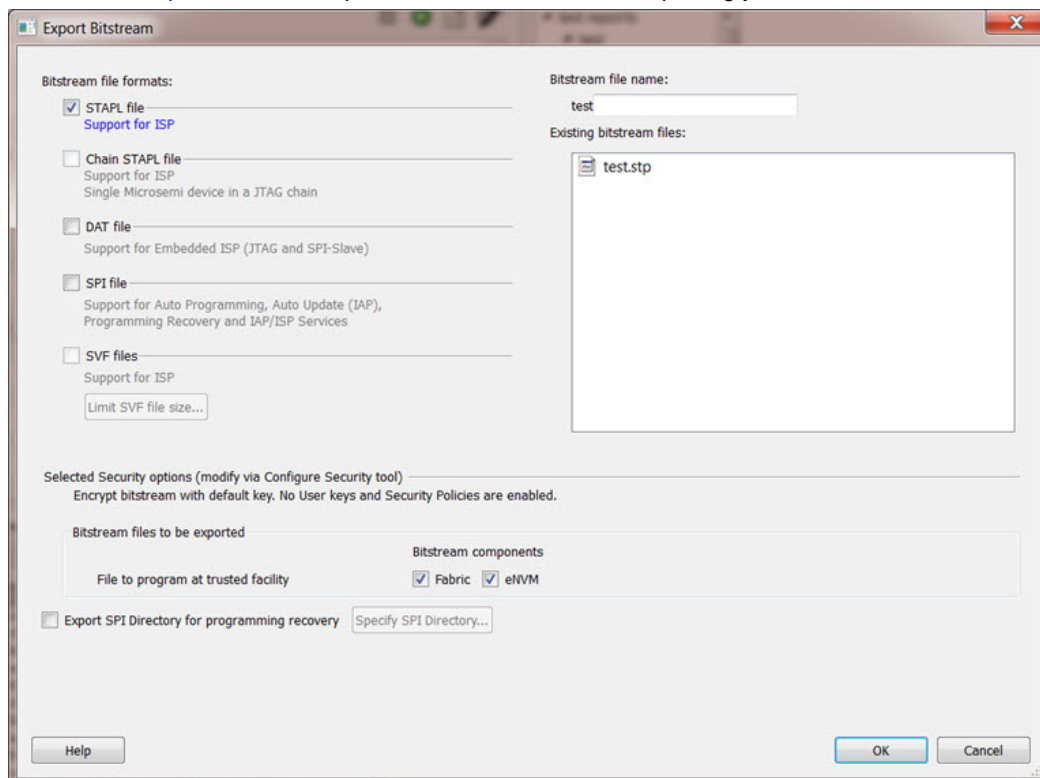 Export Bitstream
Bitstream file formats:
STAPL file
Support for ISP
Chain STAPL file
Support for ISP
Single Microsemi device in a JTAG chain
DAT file
Support for Embedded ISP (JTAG and SPI-Slave)
SPI file
Support for Auto Programming, Auto Update (IAP),
Programming Recovery and IAP/ISP Services
SVF files
Support for ISP
Limit SVF file size...
Bitstream file name:
test
Existing bitstream files:
test.stp
Selected Security options (modify via Configure Security tool)
Encrypt bitstream with default key. No User keys and Security Policies are enabled.
Bitstream files to be exported
Bitstream components
File to program at trusted facility Fabric eNVM
Export SPI Directory for programming recovery Specify SPI Directory...
Help OK Cancel